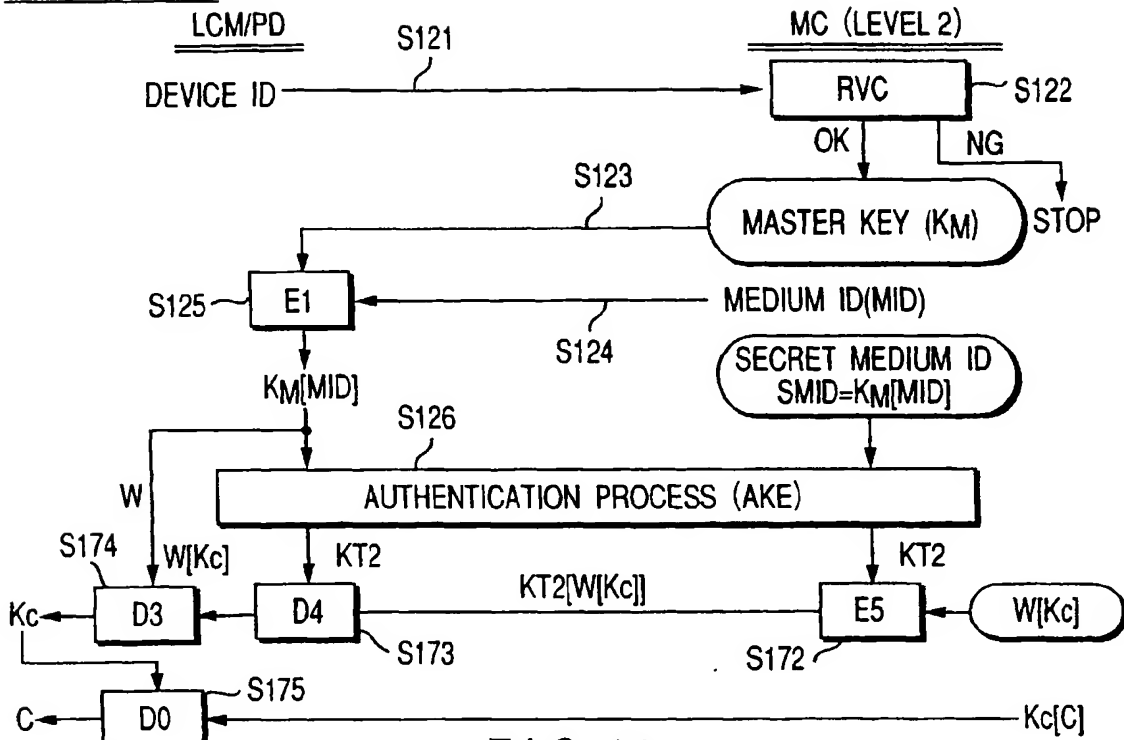 LCM/PD
MC (LEVEL 2)
S121
DEVICE ID
RVC
S122
OK
NG
S123
MASTER KEY (KM)
STOP
S125
E1
MEDIUM ID(MID)
S124
KM[MID]
SECRET MEDIUM ID
SMID=KM[MID]
S126
AUTHENTICATION PROCESS (AKE)
W
S174
W[Kc]
KT2
KT2
KT2[W[Kc]]
Kc
D3
D4
E5
W[Kc]
S173
S172
S175
C
D0
Kc[C]